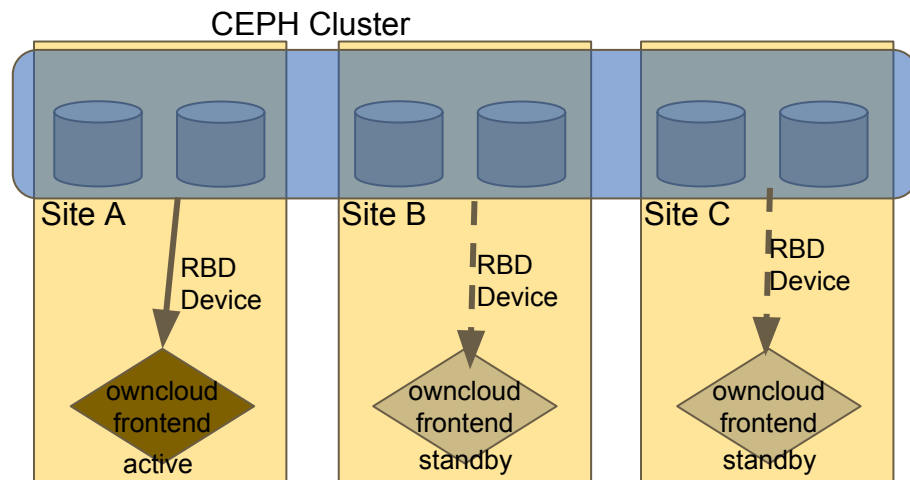 CEPH Cluster
Site A
Site B
Site C
RBD
Device
RBD
Device
RBD
Device
owncloud
frontend
active
owncloud
frontend
standby
owncloud
frontend
standby